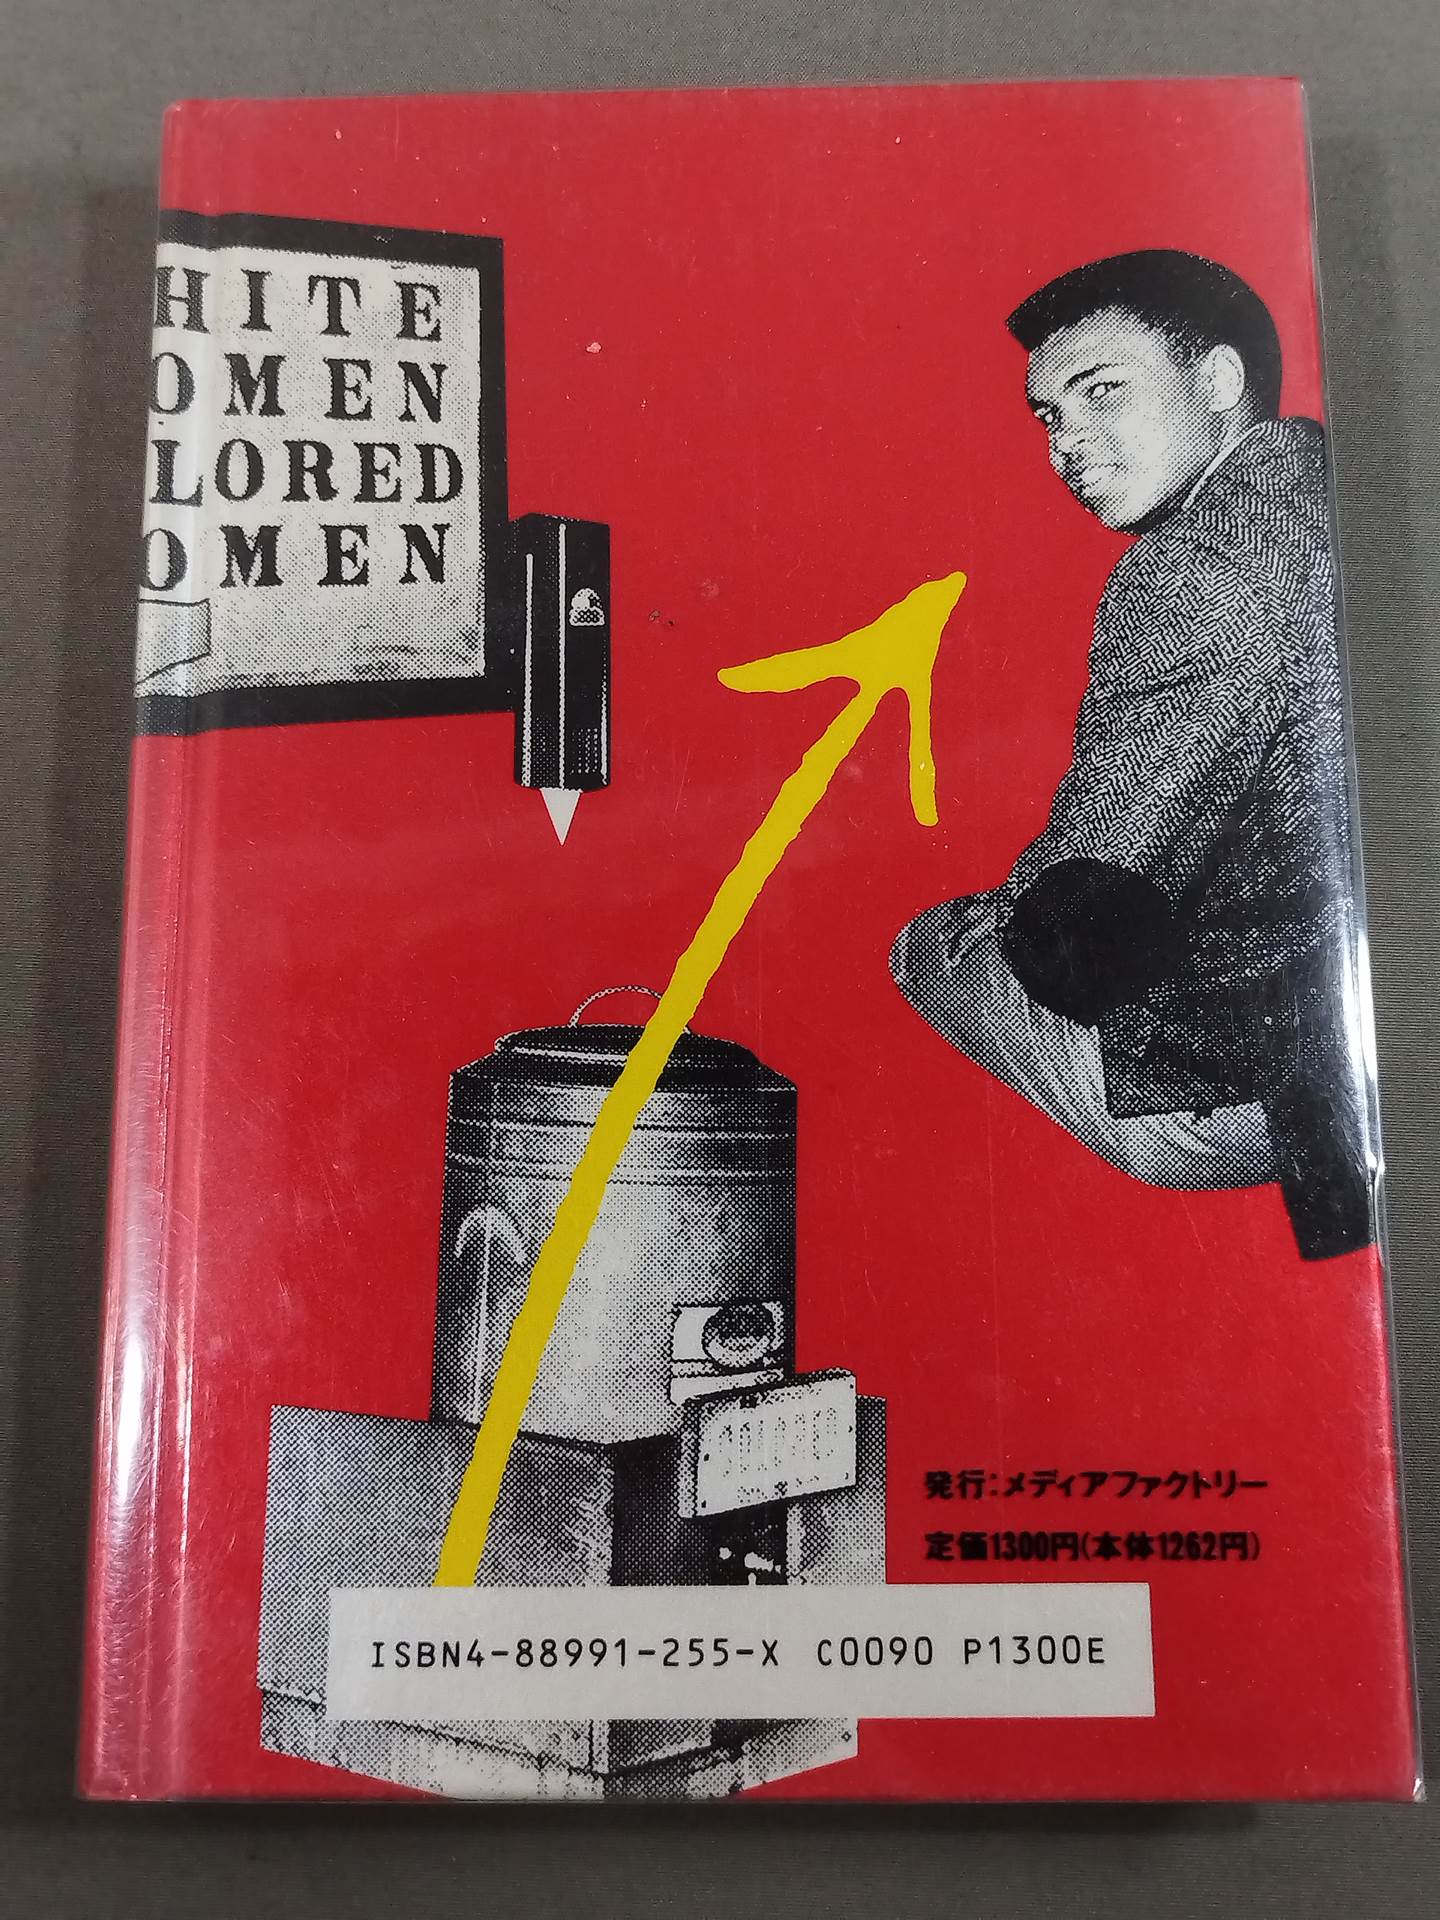 HITE
OMEN
LORED
OMEN
発行:メディアファクトリー
定価1300円(本体1262円)
ISBN4-88991-255-X C0090 P1300E